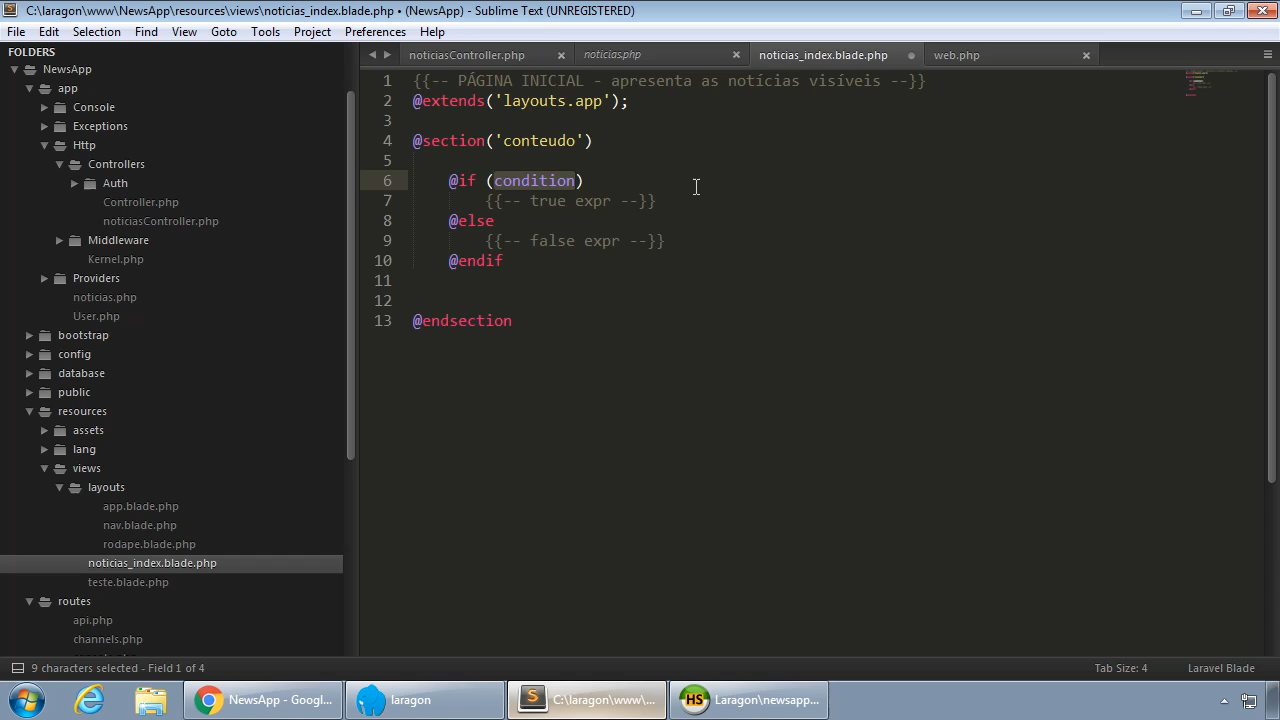 C:\laragon\www\NewsApp\resources\views\noticias_index.blade.php • (NewsApp) - Sublime Text (UNREGISTERED)
File Edit Selection Find View Goto Tools Project Preferences Help
FOLDERS
NewsApp
app
Console
Exceptions
Http
Controllers
Auth
Controller.php
noticiasController.php
Middleware
Kernel.php
Providers
noticias.php
User.php
bootstrap
config
database
public
resources
assets
lang
views
layouts
app.blade.php
nav.blade.php
rodape.blade.php
noticias_index.blade.php
teste.blade.php
routes
api.php
channels.php
noticiasController.php noticias.php noticias_index.blade.php web.php
1 {{-- PÁGINA INICIAL - apresenta as notícias visíveis --}}
2 @extends('layouts.app');
3
4 @section('conteudo')
5
6 @if (condition)
7 {{-- true expr --}}
8 @else
9 {{-- false expr --}}
10 @endif
11
12
13 @endsection
9 characters selected - Field 1 of 4
Tab Size: 4
Laravel Blade
NewsApp - Googl...
laragon
C:\laragon\www\...
HS
Laragon\newsapp...